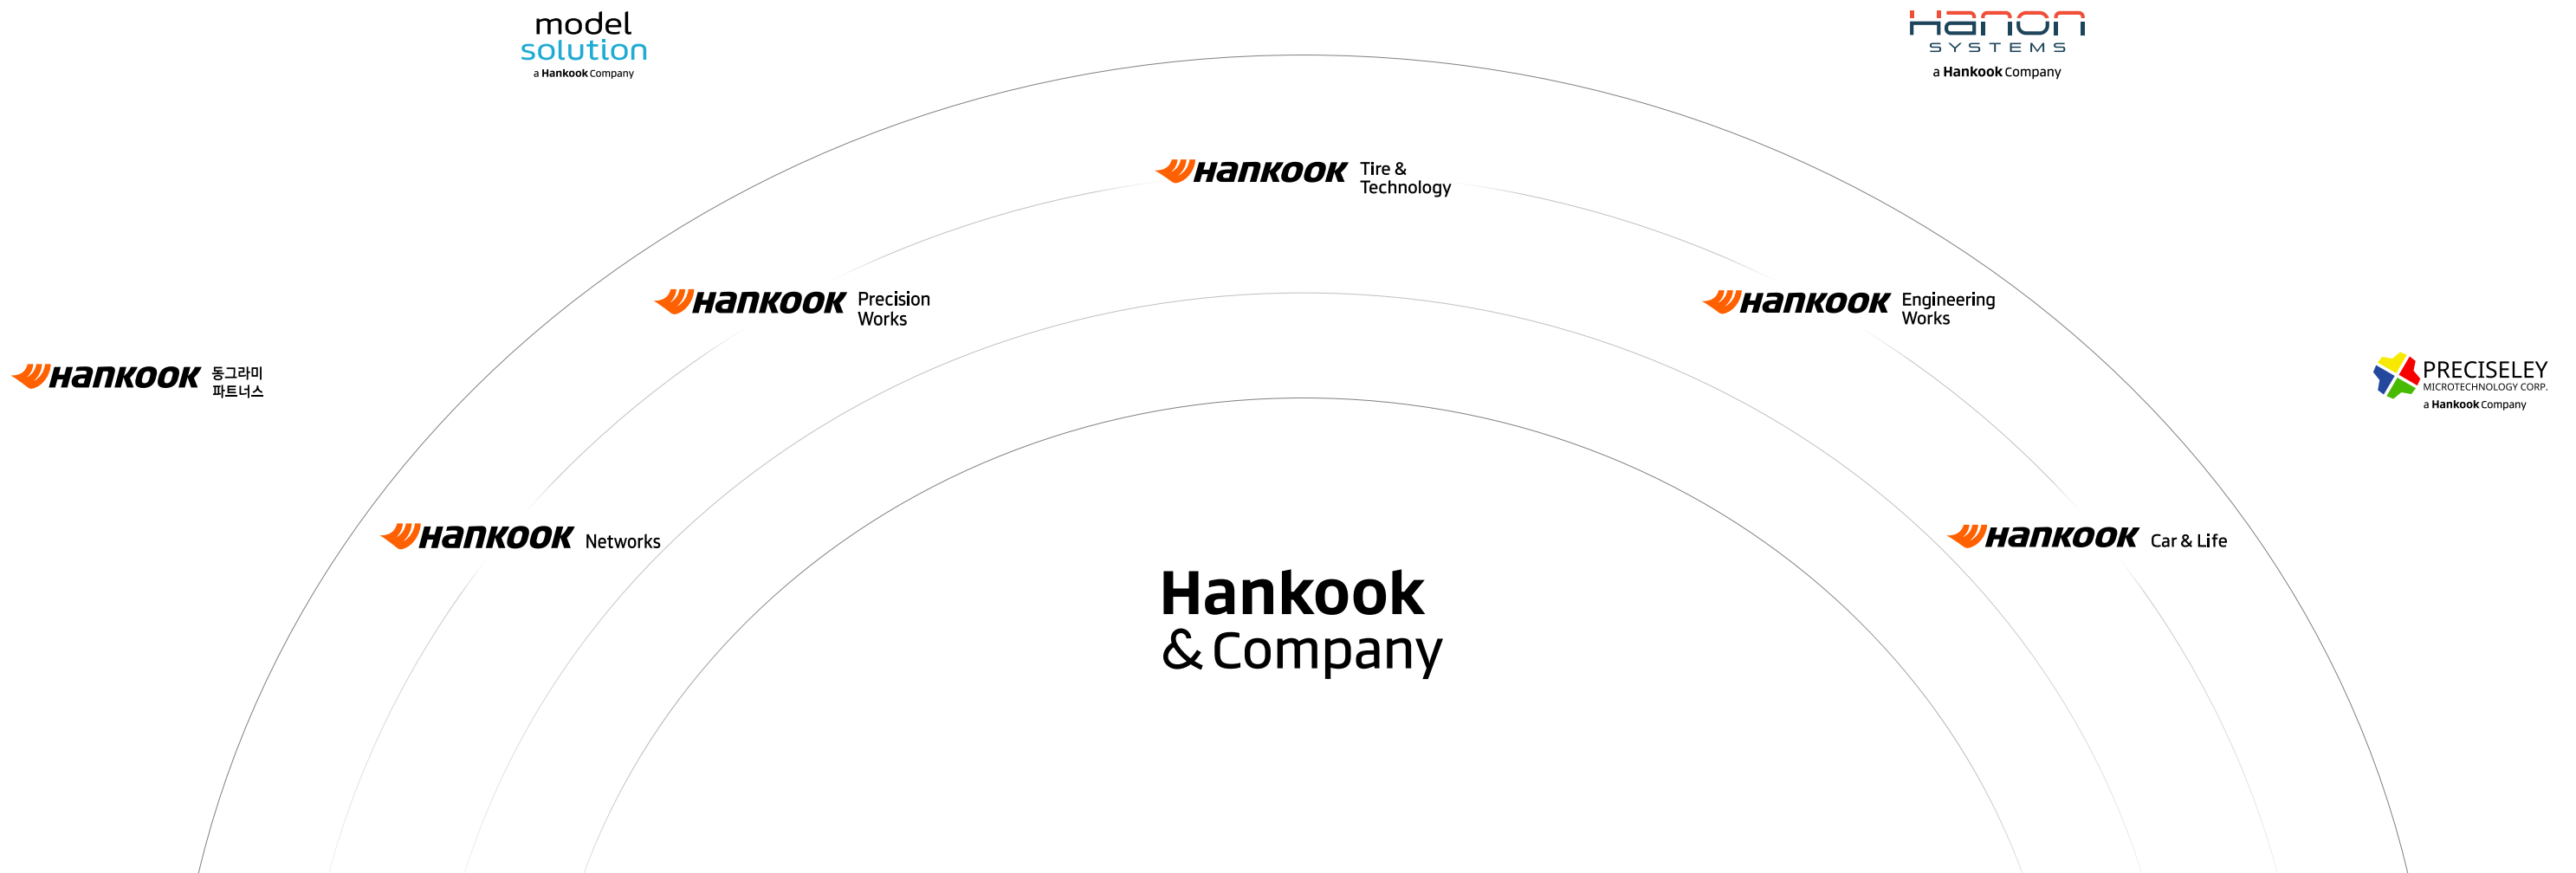 model
solution
a Hankook Company
Hanon
SYSTEMS
a Hankook Company
Hankook Tire &
Technology
Hankook Precision
Works
Hankook Engineering
Works
Hankook 동그라미
파트너스
PRECISELEY
MICROTECHNOLOGY CORP.
a Hankook Company
Hankook Networks
Hankook Car & Life
Hankook
& Company